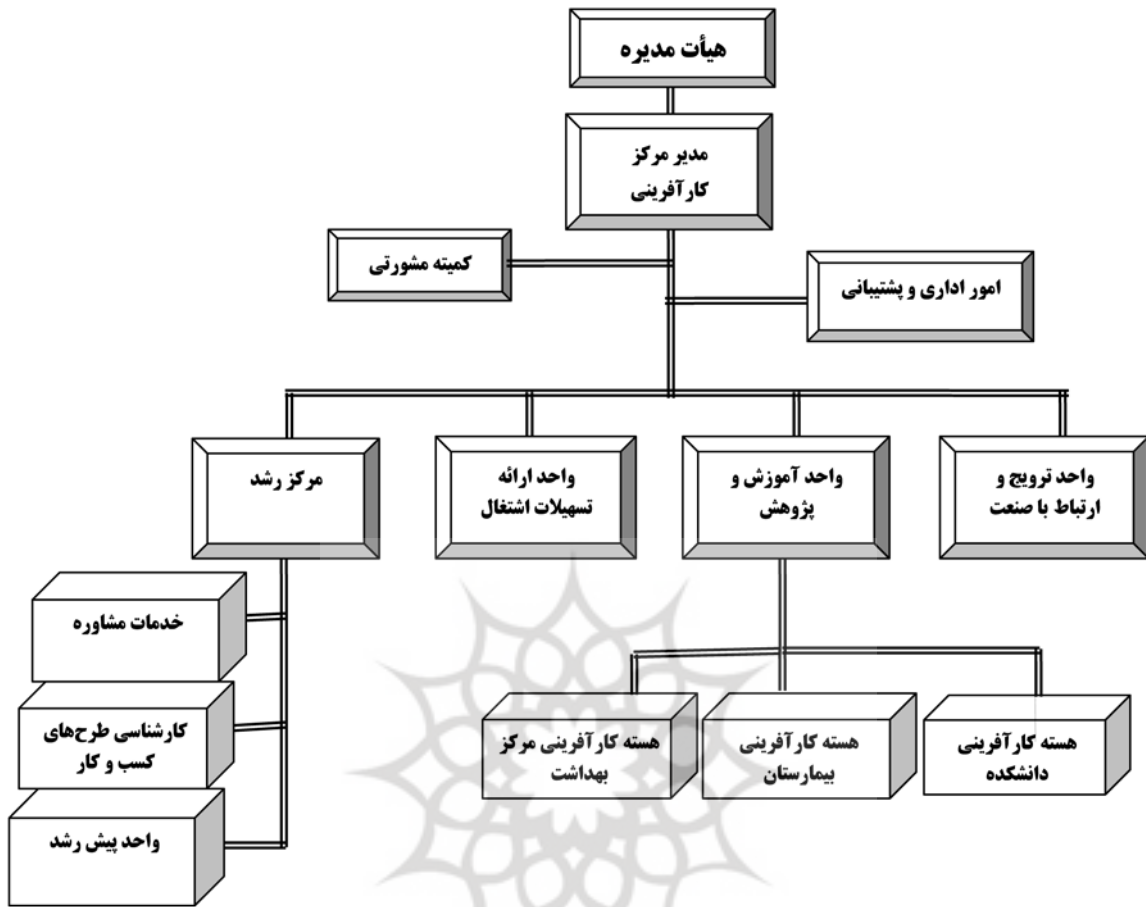 هیأت مدیره
مدیر مرکز
کارآفرینی
کمیته مشورتی
امور اداری و پشتیبانی
واحد ترویج و
ارتباط با صنعت
واحد آموزش و
پژوهش
واحد ارائه
تسهیلات اشتغال
مرکز رشد
خدمات مشاوره
کارشناسی طرح‌های
کسب و کار
واحد پیش رشد
هسته کارآفرینی
دانشکده
هسته کارآفرینی
بیمارستان
هسته کارآفرینی مرکز
بهداشت